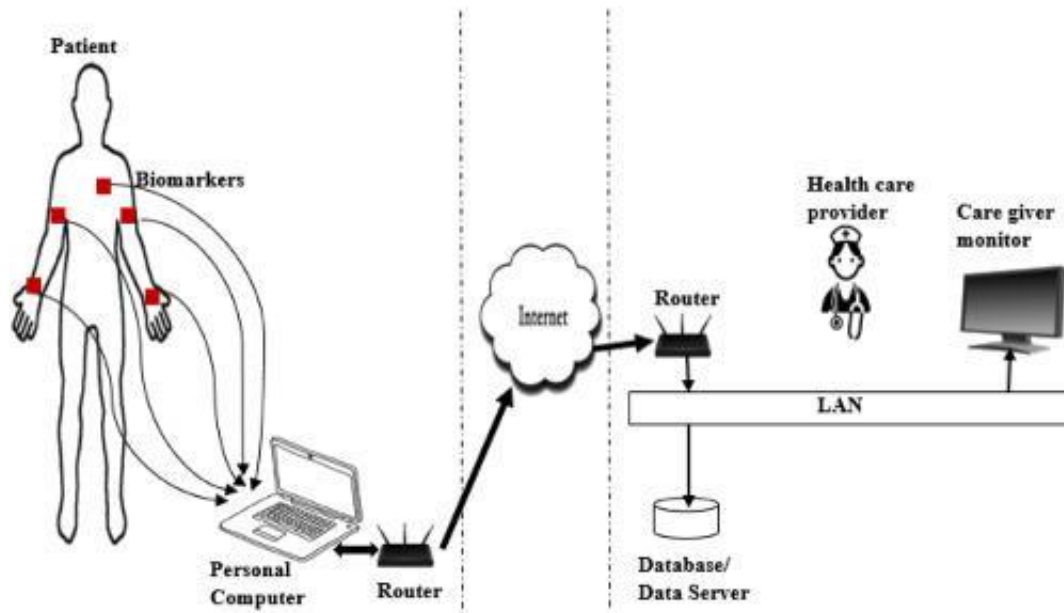 Patient
Biomarkers
Personal
Computer
Router
Internet
Router
Health care
provider
Care giver
monitor
LAN
Database/
Data Server